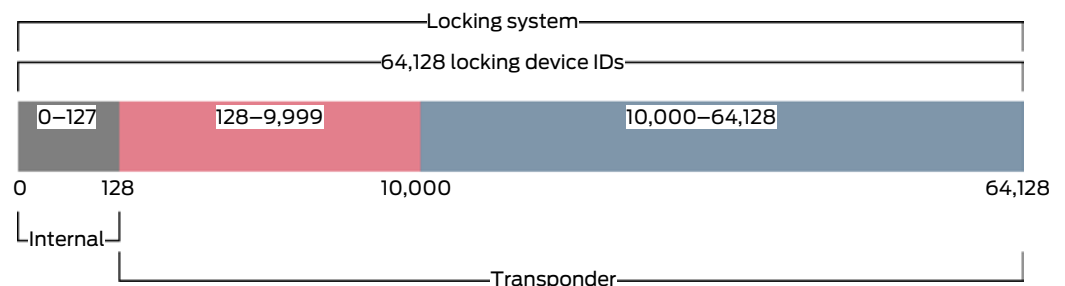 Locking system
64,128 locking device IDs
0–127 128–9,999 10,000–64,128
0 128 10,000 64,128
Internal
Transponder